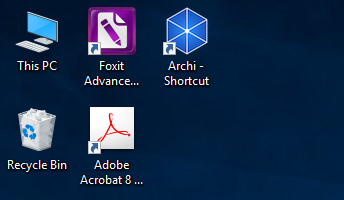 This PC
Foxit
Advance...
Archi -
Shortcut
Recycle Bin
Adobe
Acrobat 8 ...